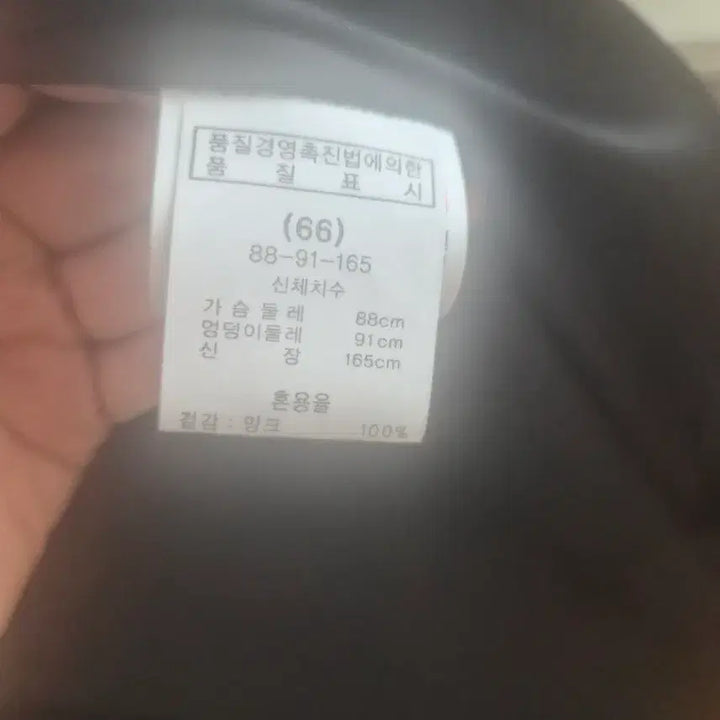 품질경영촉진법에의한
품 질 표 시
(66)
88-91-165
신체치수
가 슴 둘 레 88cm
엉덩이둘레 91cm
신 장 165cm
혼용율
겉감 : 밍크 100%